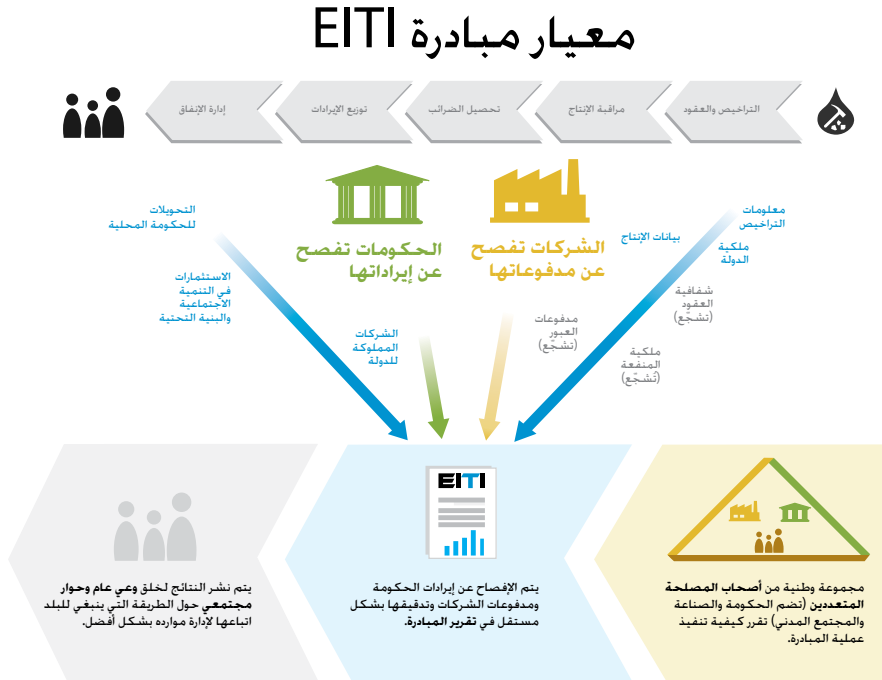 معيار مبادرة EITI
التراخيص والعقود
مراقبة الإنتاج
تحصيل الضرائب
توزيع الإيرادات
إدارة الإنفاق
معلومات
التراخيص
ملكية
الدولة
بيانات الإنتاج
شفافية
العقود
(تشجّع)
ملكية
المنفعة
(تُشجّع)
الشركات تفصح
عن مدفوعاتها
مدفوعات
العبور
(تشجّع)
الحكومات تفصح
عن إيراداتها
الشركات
المملوكة
للدولة
التحويلات
للحكومة المحلية
الاستثمارات
في التنمية
الاجتماعية
والبنية التحتية
مجموعة وطنية من أصحاب المصلحة
المتعددين (تضم الحكومة والصناعة
والمجتمع المدني) تقرر كيفية تنفيذ
عملية المبادرة.
EITI
يتم الإفصاح عن إيرادات الحكومة
ومدفوعات الشركات وتدقيقها بشكل
مستقل في تقرير المبادرة.
يتم نشر النتائج لخلق وعي عام وحوار
مجتمعي حول الطريقة التي ينبغي للبلد
اتباعها لإدارة موارده بشكل أفضل.